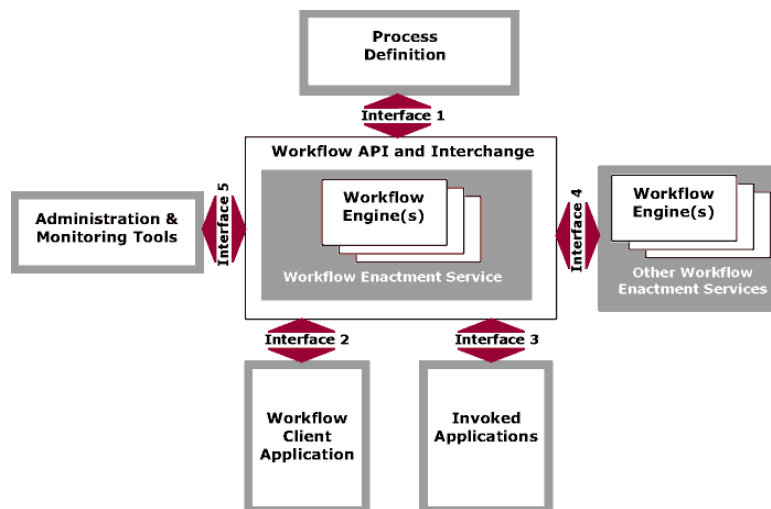 Process
Definition
Interface 1
Workflow API and Interchange
Workflow
Engine(s)
Workflow Enactment Service
Interface 5
Administration &
Monitoring Tools
Interface 4
Workflow
Engine(s)
Other Workflow
Enactment Services
Interface 2
Interface 3
Workflow
Client
Application
Invoked
Applications